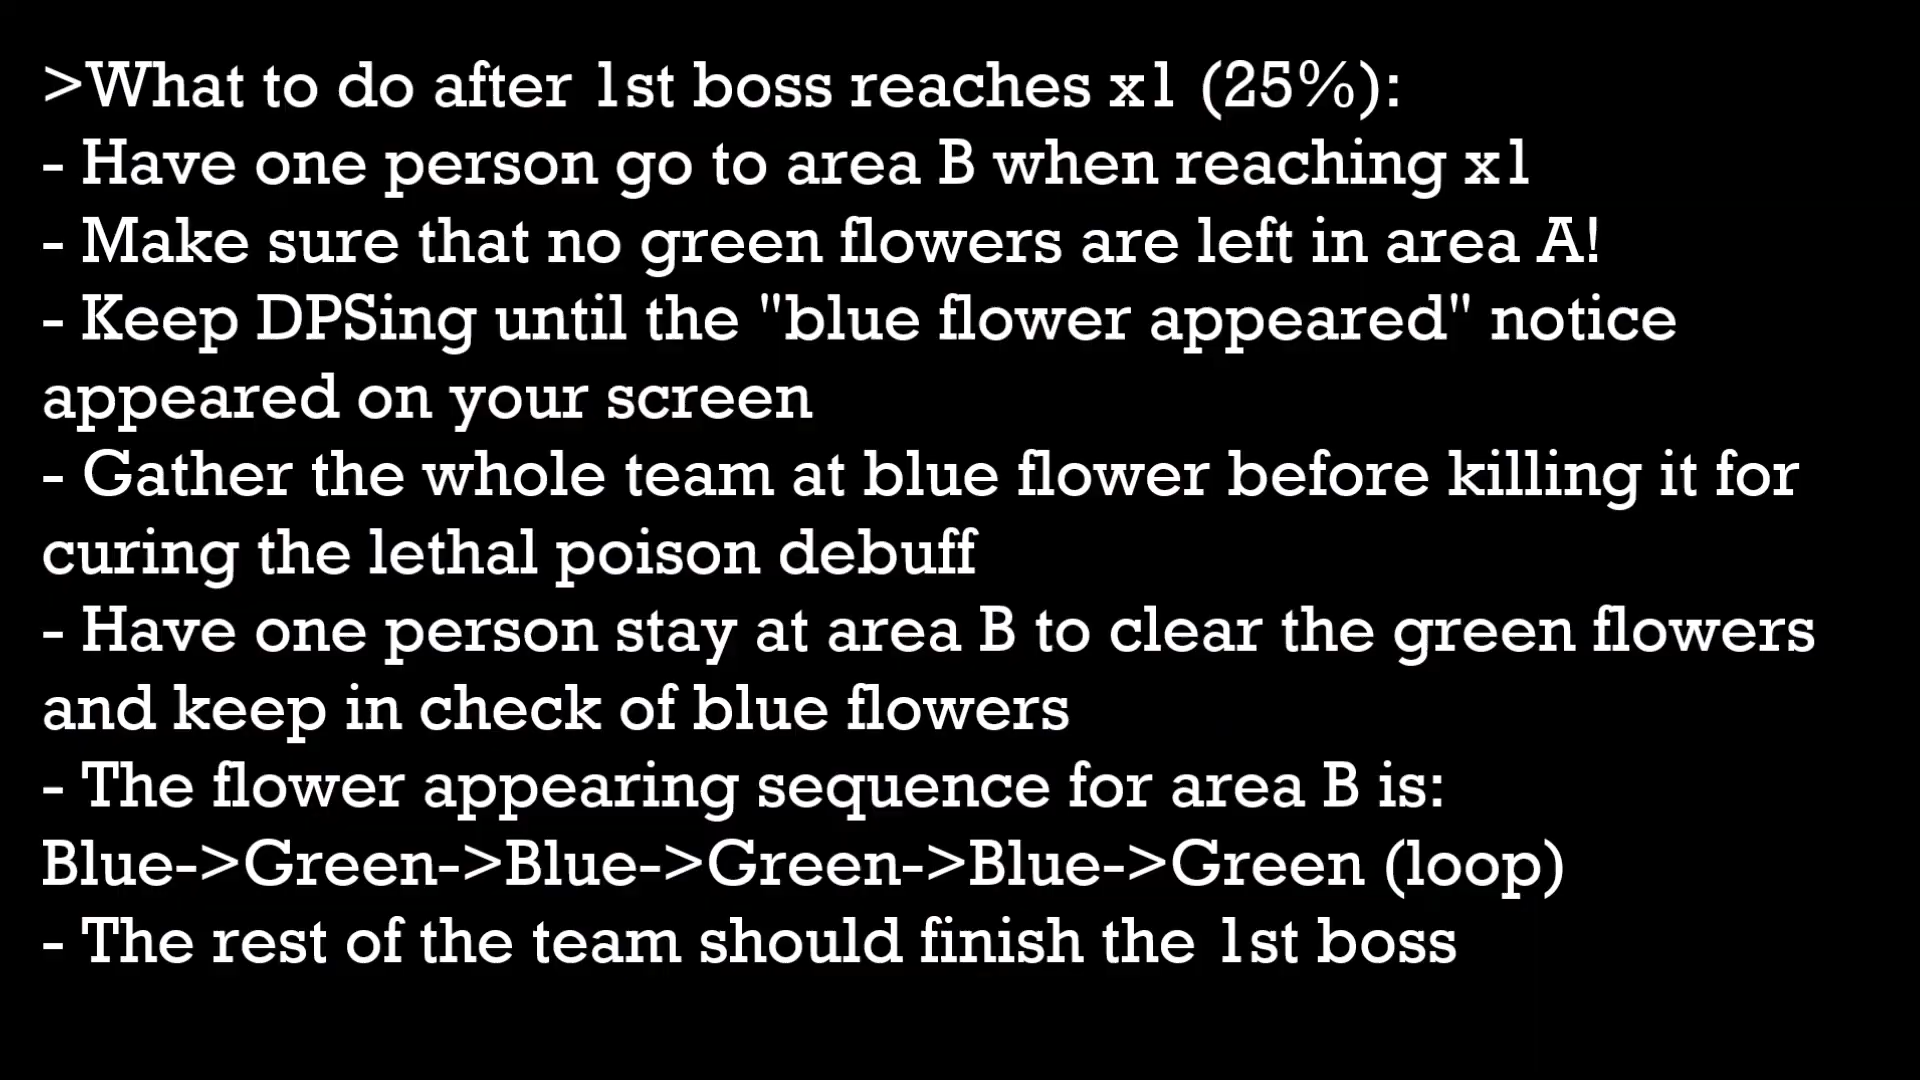 >What to do after 1st boss reaches x1 (25%):
- Have one person go to area B when reaching x1
- Make sure that no green flowers are left in area A!
- Keep DPSing until the "blue flower appeared" notice
appeared on your screen
- Gather the whole team at blue flower before killing it for
curing the lethal poison debuff
- Have one person stay at area B to clear the green flowers
and keep in check of blue flowers
- The flower appearing sequence for area B is:
Blue->Green->Blue->Green->Blue->Green (loop)
- The rest of the team should finish the 1st boss